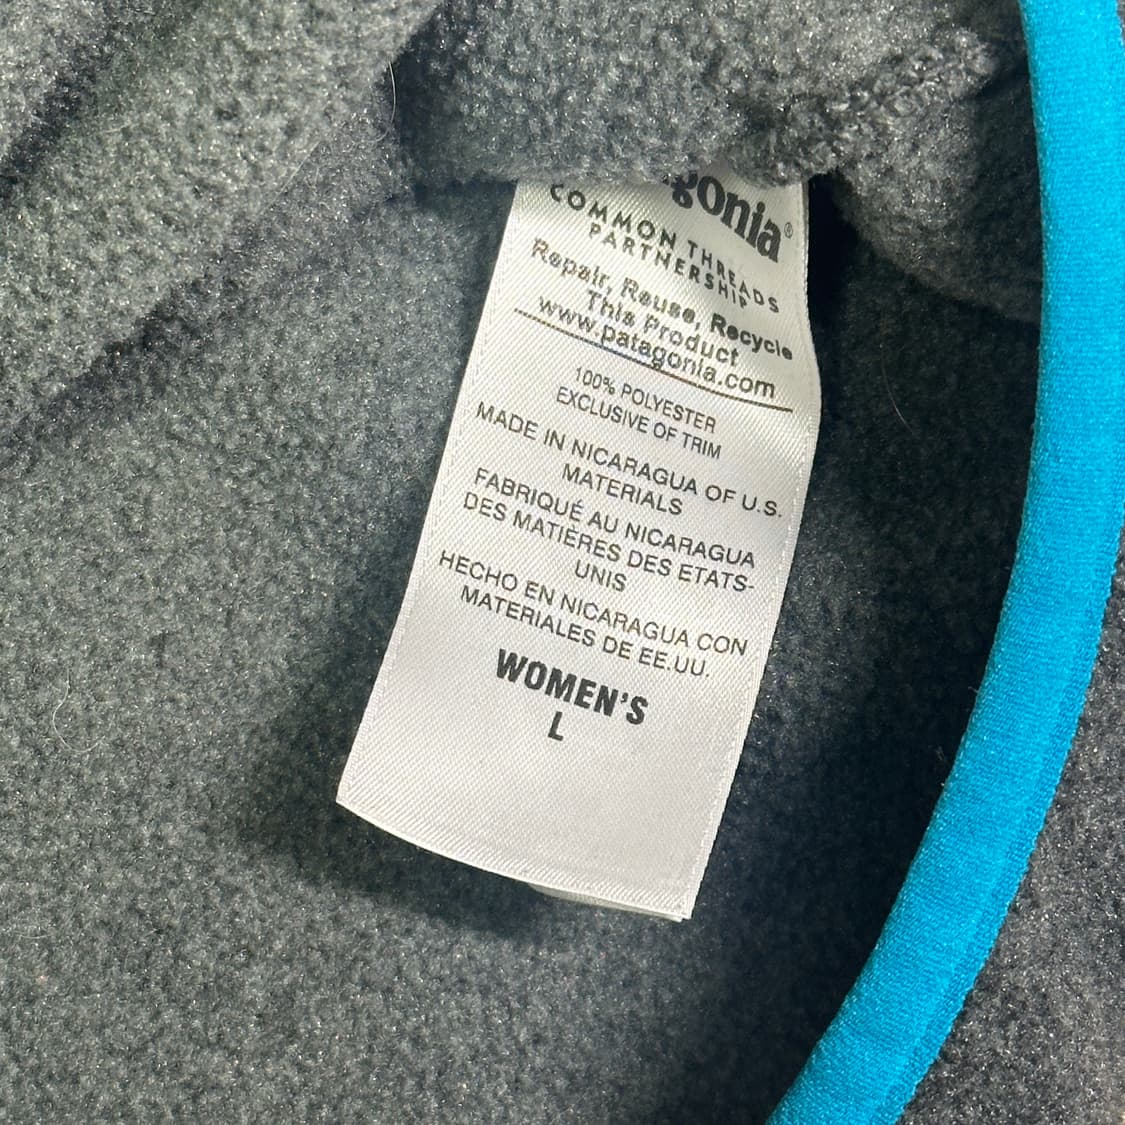 gonia®
COMMON THREADS
PARTNERSHIP
Repair, Reuse, Recycle
This Product
www.patagonia.com
100% POLYESTER
EXCLUSIVE OF TRIM
MADE IN NICARAGUA OF U.S.
MATERIALS
FABRIQUÉ AU NICARAGUA
DES MATIÈRES DES ETATS-
UNIS
HECHO EN NICARAGUA CON
MATERIALES DE EE.UU.
WOMEN'S
L